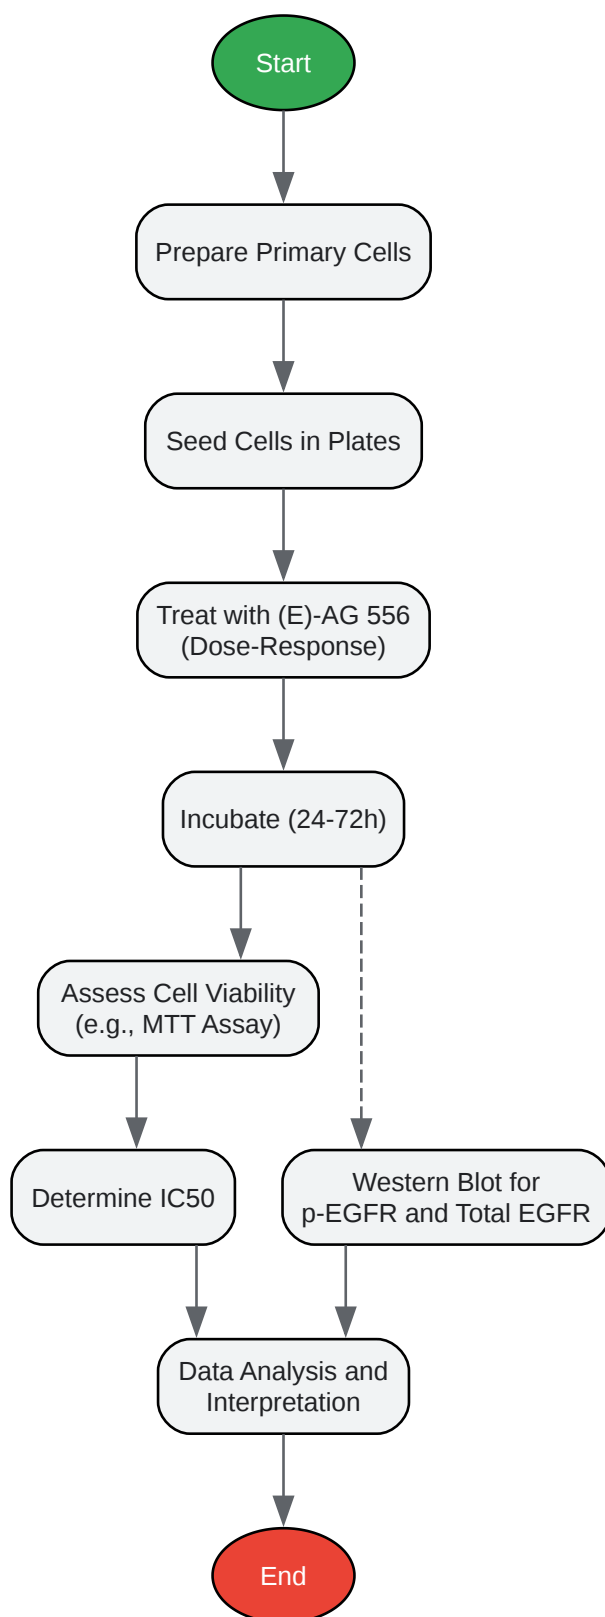 Start
Prepare Primary Cells
Seed Cells in Plates
Treat with (E)-AG 556
(Dose-Response)
Incubate (24-72h)
Assess Cell Viability
(e.g., MTT Assay)
Determine IC50
Western Blot for
p-EGFR and Total EGFR
Data Analysis and
Interpretation
End